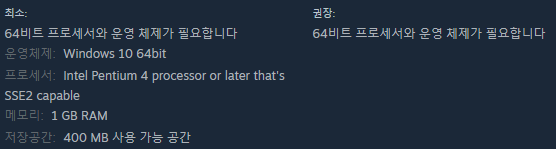 최소:
64비트 프로세서와 운영 체제가 필요합니다
운영체제: Windows 10 64bit
프로세서: Intel Pentium 4 processor or later that's
SSE2 capable
메모리: 1 GB RAM
저장공간: 400 MB 사용 가능 공간
권장:
64비트 프로세서와 운영 체제가 필요합니다